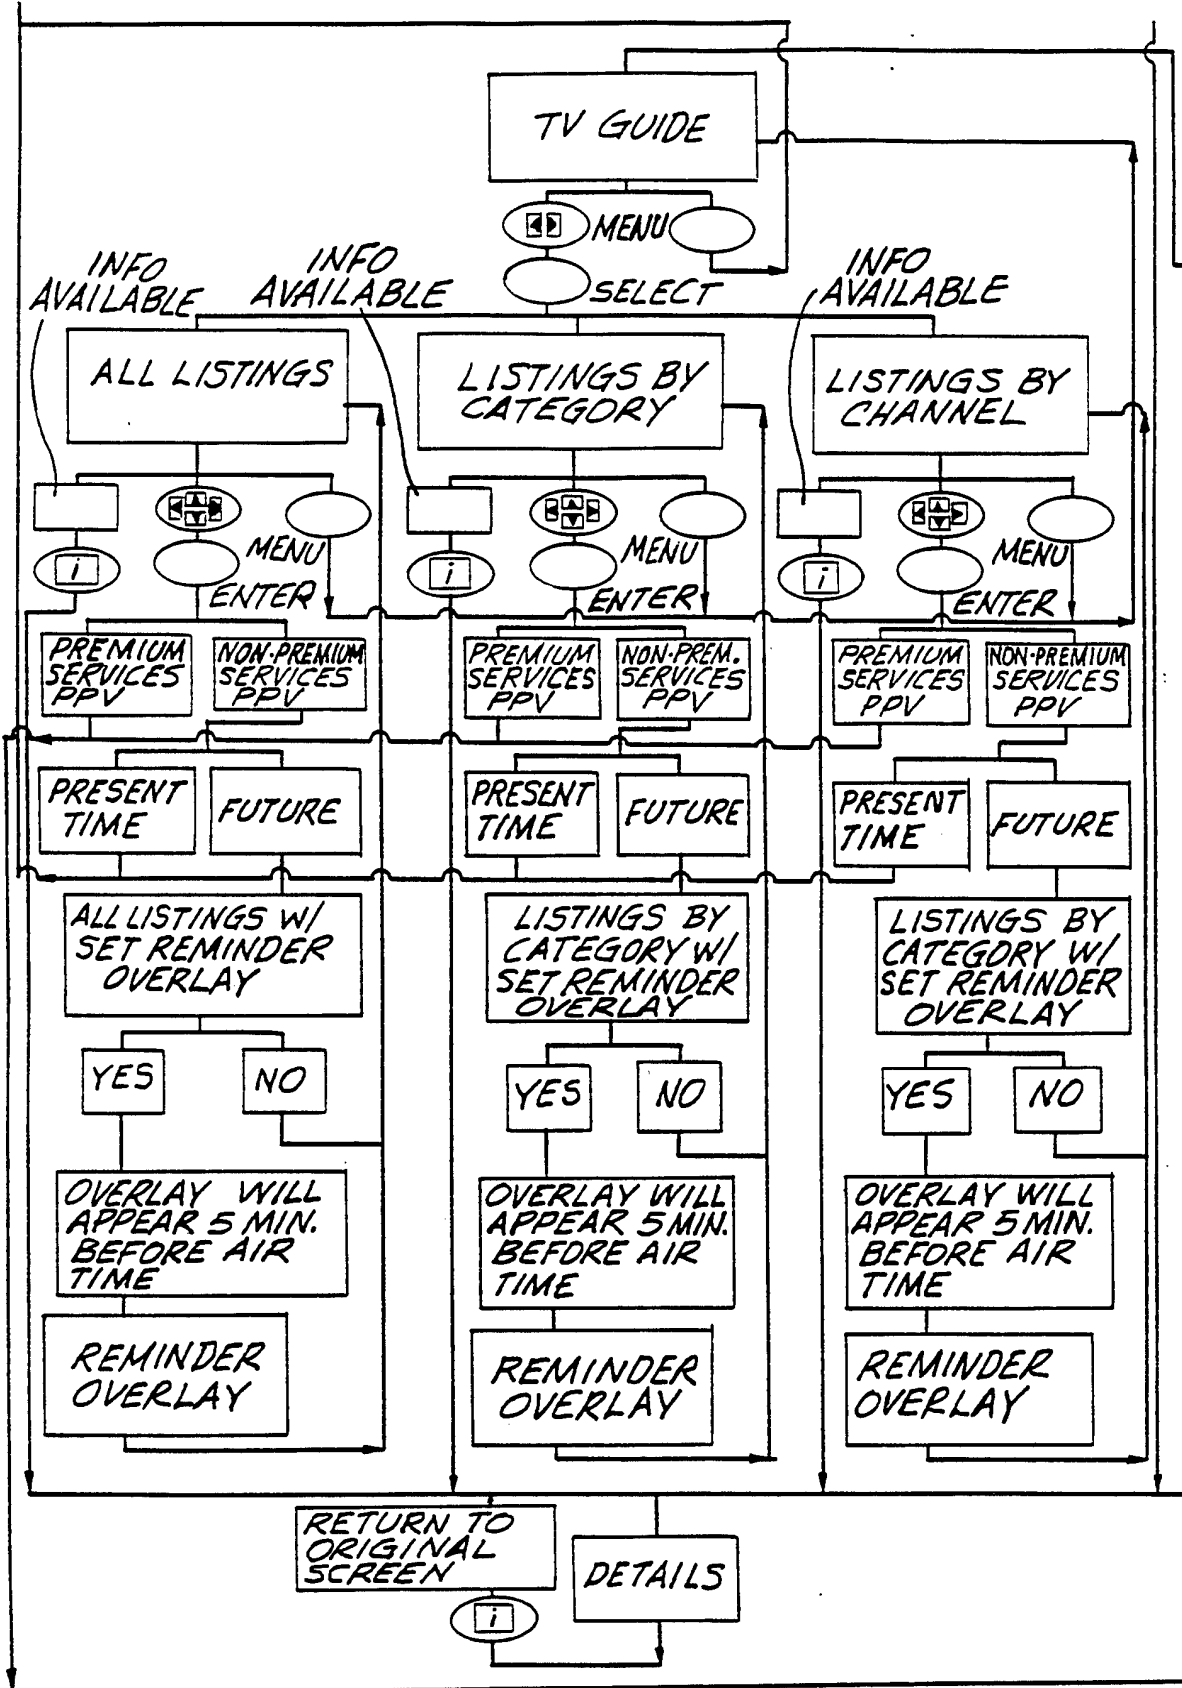 TV GUIDE
MENU
SELECT
INFO
AVAILABLE
INFO
AVAILABLE
INFO
AVAILABLE
ALL LISTINGS
LISTINGS BY
CATEGORY
LISTINGS BY
CHANNEL
i
MENU
ENTER
i
MENU
ENTER
i
MENU
ENTER
PREMIUM
SERVICES
PPV
NON-PREMIUM
SERVICES
PPV
PREMIUM
SERVICES
PPV
NON-PREM.
SERVICES
PPV
PREMIUM
SERVICES
PPV
NON-PREMIUM
SERVICES
PPV
PRESENT
TIME
FUTURE
PRESENT
TIME
FUTURE
PRESENT
TIME
FUTURE
ALL LISTINGS W/
SET REMINDER
OVERLAY
LISTINGS BY
CATEGORY W/
SET REMINDER
OVERLAY
LISTINGS BY
CATEGORY W/
SET REMINDER
OVERLAY
YES
NO
YES
NO
YES
NO
OVERLAY WILL
APPEAR 5 MIN.
BEFORE AIR
TIME
OVERLAY WILL
APPEAR 5 MIN.
BEFORE AIR
TIME
OVERLAY WILL
APPEAR 5 MIN.
BEFORE AIR
TIME
REMINDER
OVERLAY
REMINDER
OVERLAY
REMINDER
OVERLAY
RETURN TO
ORIGINAL
SCREEN
DETAILS
i